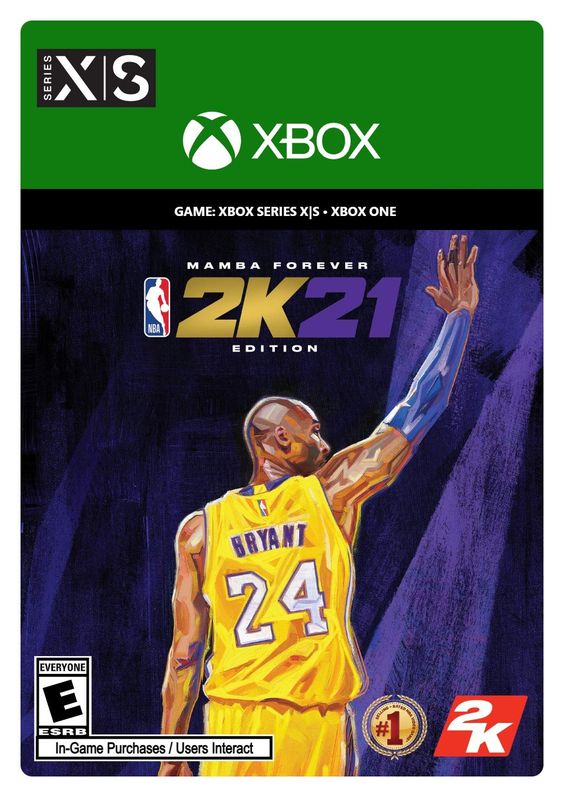 SERIES X|S
XBOX
GAME: XBOX SERIES X|S • XBOX ONE
MAMBA FOREVER
NBA 2K21
EDITION
BRYANT
24
EVERYONE
E
ESRB
In-Game Purchases / Users Interact
#1
2K